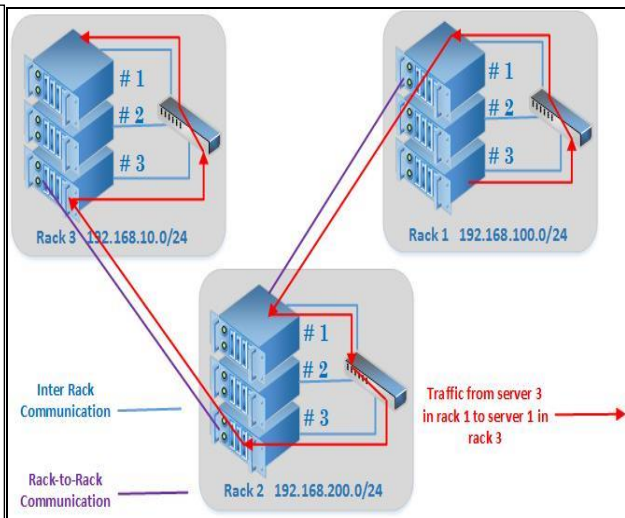 # 1
# 2
# 3
Rack 3 192.168.10.0/24
# 1
# 2
# 3
Rack 1 192.168.100.0/24
# 1
# 2
# 3
Rack 2 192.168.200.0/24
Inter Rack
Communication
Rack-to-Rack
Communication
Traffic from server 3
in rack 1 to server 1 in
rack 3